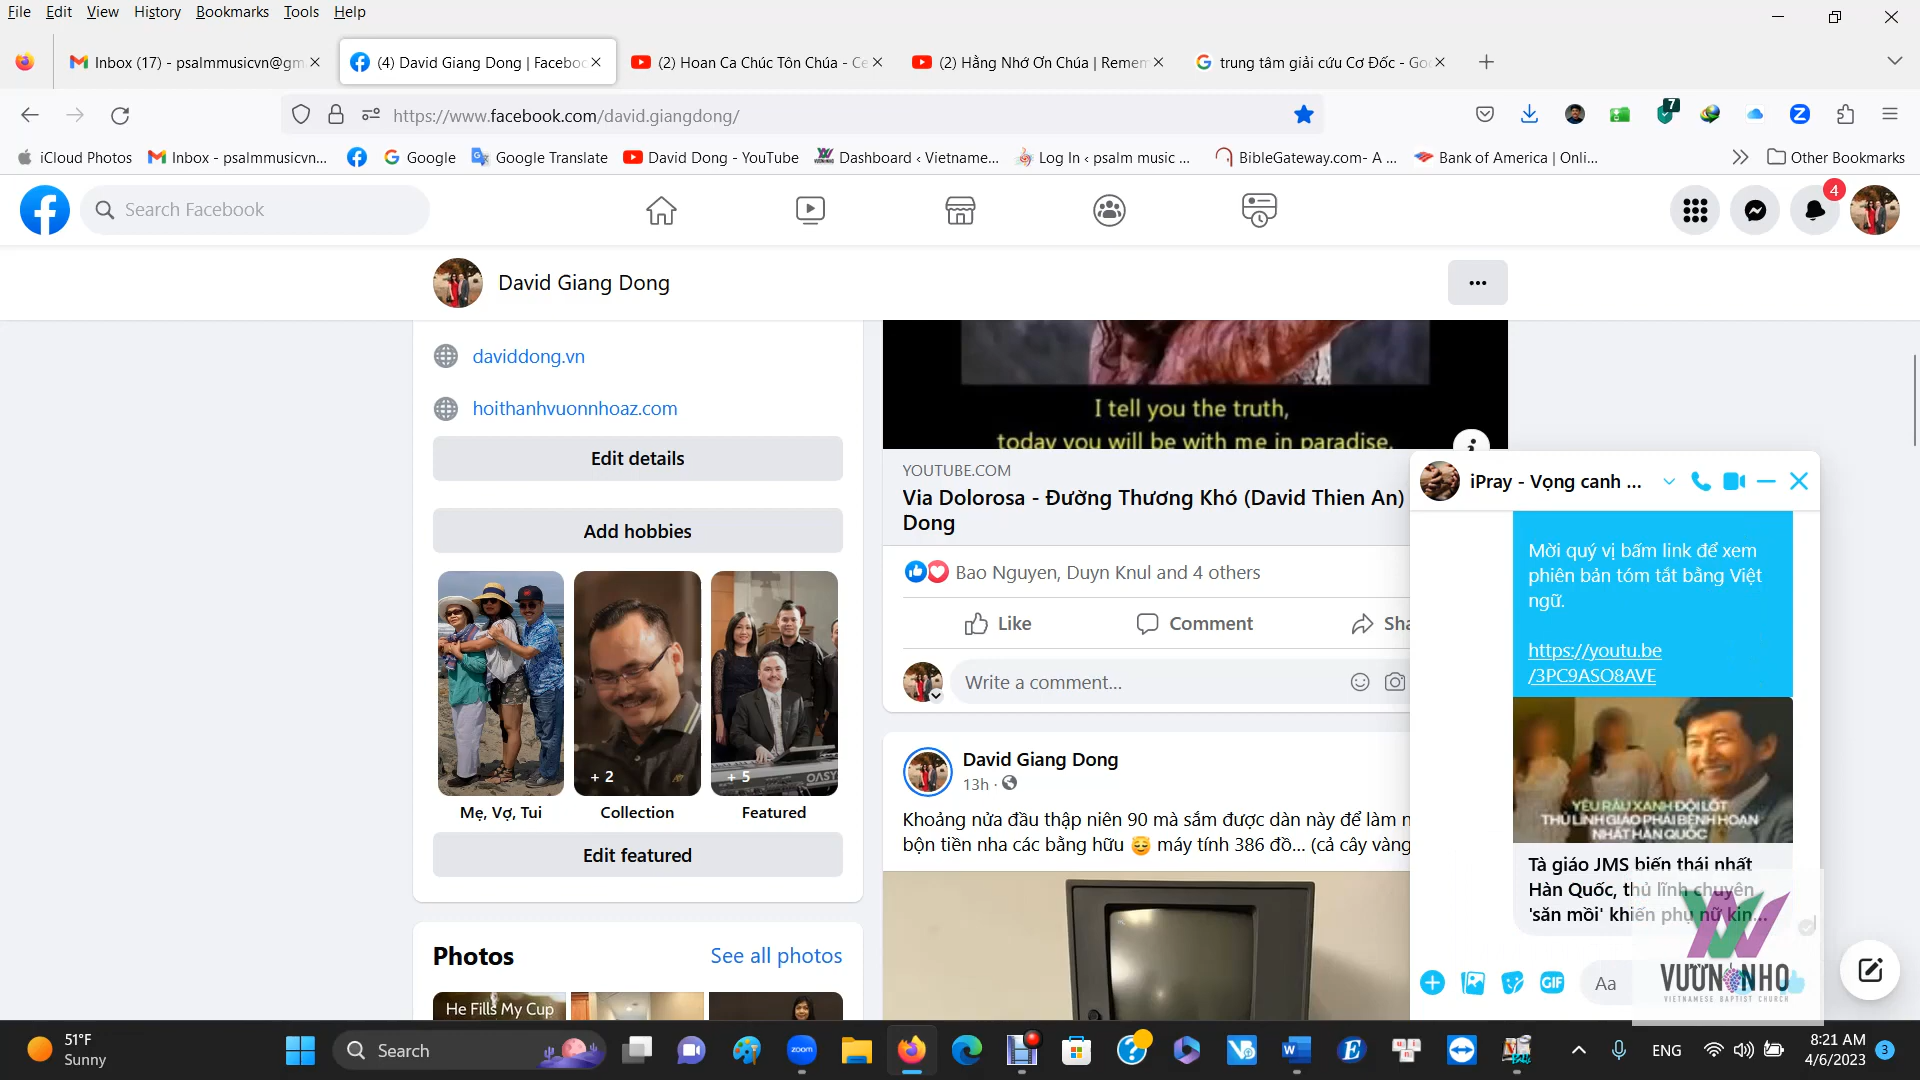 File Edit View History Bookmarks Tools Help
Inbox (17) - psalmmusicvn@gm
(4) David Giang Dong | Faceboo
(2) Hoan Ca Chúc Tôn Chúa - Ce
(2) Hằng Nhớ Ơn Chúa | Remem
trung tâm giải cứu Cơ Đốc - Goo
https://www.facebook.com/david.giangdong/
7
iCloud Photos
Inbox - psalmmusicvn...
Google
Google Translate
David Dong - YouTube
Dashboard ‹ Vietname...
Log In ‹ psalm music ...
BibleGateway.com- A ...
Bank of America | Onli...
Other Bookmarks
Search Facebook
4
David Giang Dong
daviddong.vn
hoithanhvuonnhoaz.com
Edit details
Add hobbies
+ 2
+ 5
OASYS
Mẹ, Vợ, Tui
Collection
Featured
Edit featured
Photos
See all photos
He Fills My Cup
I tell you the truth,
today you will be with me in paradise.
YOUTUBE.COM
Via Dolorosa - Đường Thương Khó (David Thien An)
Dong
Bao Nguyen, Duyn Knul and 4 others
Like
Comment
Sha
Write a comment...
David Giang Dong
13h ·
Khoảng nửa đầu thập niên 90 mà sắm được dàn này để làm n
bộn tiền nha các bằng hữu 😇 máy tính 386 đồ... (cả cây vàng
iPray - Vọng canh ...
Mời quý vị bấm link để xem
phiên bản tóm tắt bằng Việt
ngữ.
https://youtu.be
/3PC9ASO8AVE
YÊU RÂU XANH ĐỘI LỐT
THỦ LĨNH GIÁO PHÁI BỆNH HOẠN
NHẤT HÀN QUỐC
Tà giáo JMS biến thái nhất
Hàn Quốc, thủ lĩnh chuyên
'săn mồi' khiến phụ nữ kin...
GIF
Aa
VƯỜN NHO
VIETNAMESE BAPTIST CHURCH
51°F
Sunny
Search
zoom
ENG
8:21 AM
4/6/2023
3